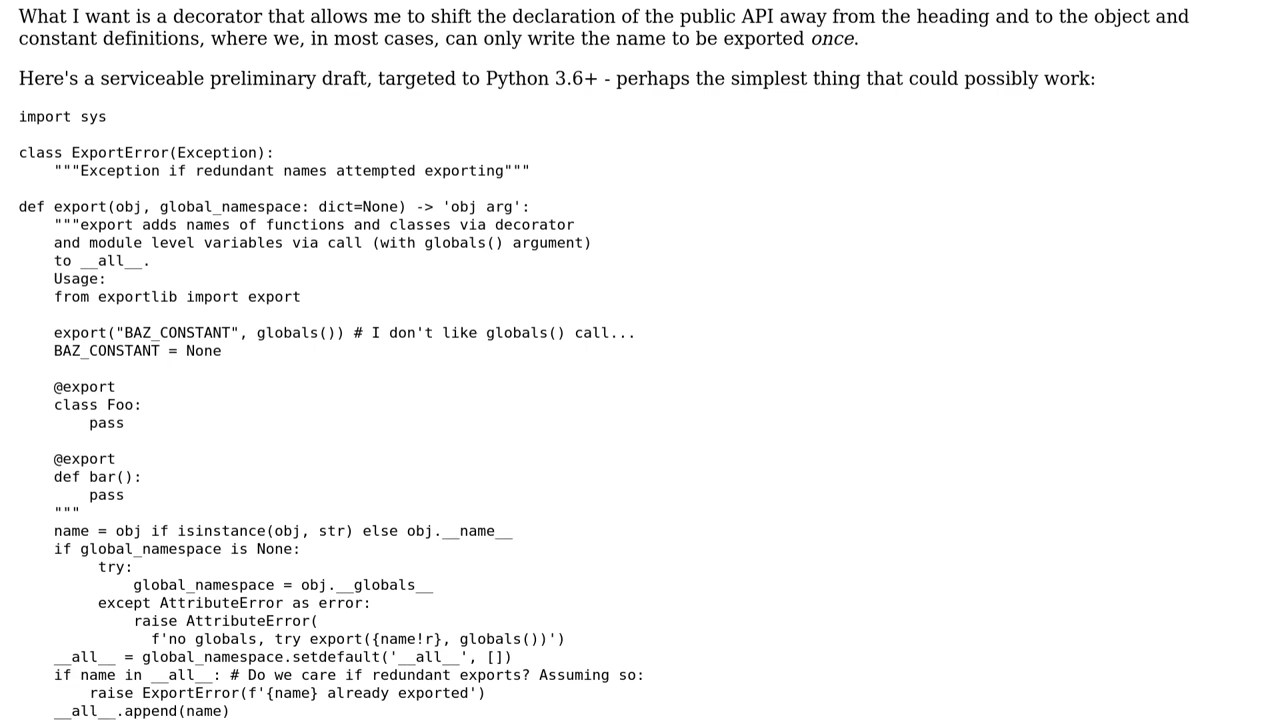 What I want is a decorator that allows me to shift the declaration of the public API away from the heading and to the object and
constant definitions, where we, in most cases, can only write the name to be exported once.
Here's a serviceable preliminary draft, targeted to Python 3.6+ - perhaps the simplest thing that could possibly work:
import sys
class ExportError(Exception):
    """Exception if redundant names attempted exporting"""
def export(obj, global_namespace: dict=None) -> 'obj arg':
    """export adds names of functions and classes via decorator
    and module level variables via call (with globals() argument)
    to __all__.
    Usage:
    from exportlib import export
    export("BAZ_CONSTANT", globals()) # I don't like globals() call...
    BAZ_CONSTANT = None
    @export
    class Foo:
        pass
    @export
    def bar():
        pass
    """
    name = obj if isinstance(obj, str) else obj.__name__
    if global_namespace is None:
         try:
             global_namespace = obj.__globals__
         except AttributeError as error:
             raise AttributeError(
               f'no globals, try export({name!r}, globals())')
    __all__ = global_namespace.setdefault('__all__', [])
    if name in __all__: # Do we care if redundant exports? Assuming so:
        raise ExportError(f'{name} already exported')
    __all__.append(name)